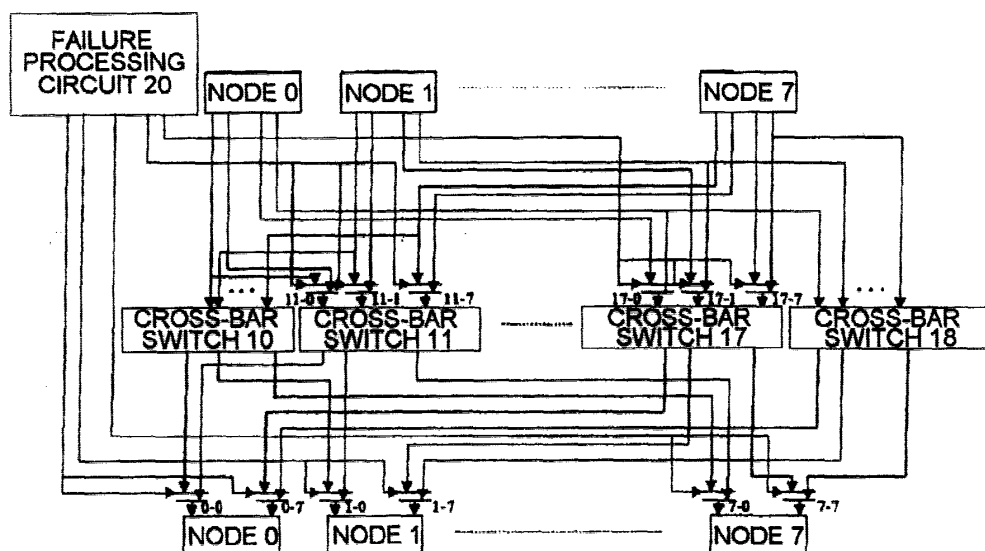 FAILURE
PROCESSING
CIRCUIT 20
NODE 0
NODE 1
NODE 7
11-0
11-1
11-7
17-0
17-1
17-7
CROSS-BAR
SWITCH 10
CROSS-BAR
SWITCH 11
CROSS-BAR
SWITCH 17
CROSS-BAR
SWITCH 18
0-0
0-7
1-0
1-7
7-0
7-7
NODE 0
NODE 1
NODE 7